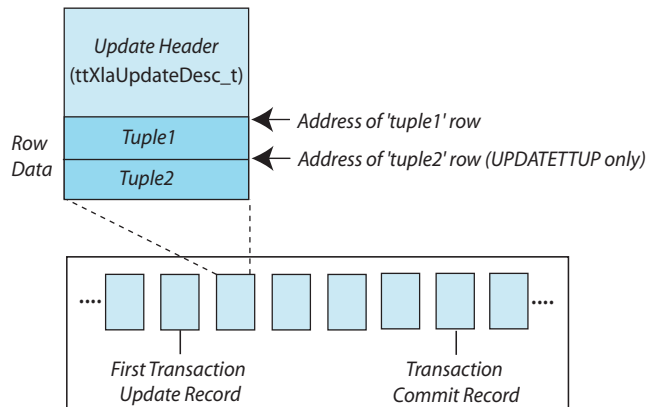 Update Header
(ttXlaUpdateDesc_t)
Address of 'tuple1' row
Row
Data
Tuple1
Address of 'tuple2' row (UPDATETTUP only)
Tuple2
....
....
First Transaction
Update Record
Transaction
Commit Record